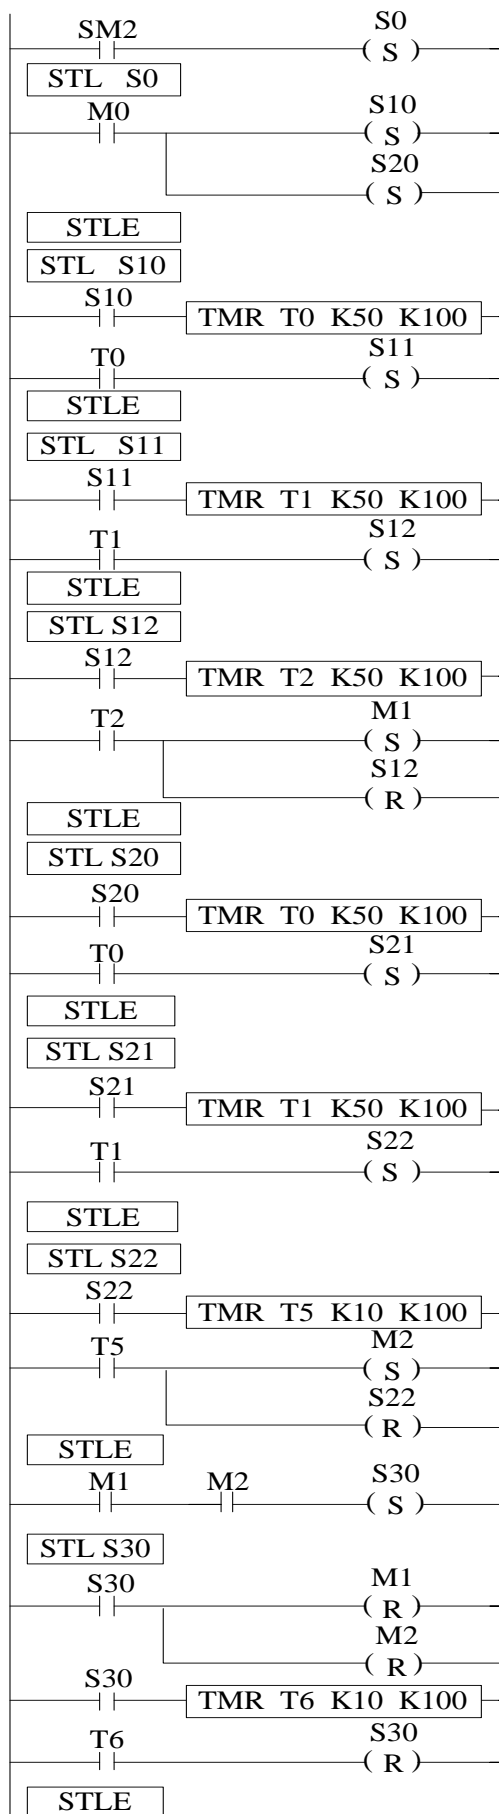 SM2 S0
( S )
STL S0
M0 S10
( S )
S20
( S )
STLE
STL S10
S10
TMR T0 K50 K100
T0 S11
( S )
STLE
STL S11
S11
TMR T1 K50 K100
T1 S12
( S )
STLE
STL S12
S12
TMR T2 K50 K100
T2 M1
( S )
S12
( R )
STLE
STL S20
S20
TMR T0 K50 K100
T0 S21
( S )
STLE
STL S21
S21
TMR T1 K50 K100
T1 S22
( S )
STLE
STL S22
S22
TMR T5 K10 K100
T5 M2
( S )
S22
( R )
STLE
M1 M2 S30
( S )
STL S30
S30 M1
( R )
M2
( R )
S30
TMR T6 K10 K100
T6 S30
( R )
STLE